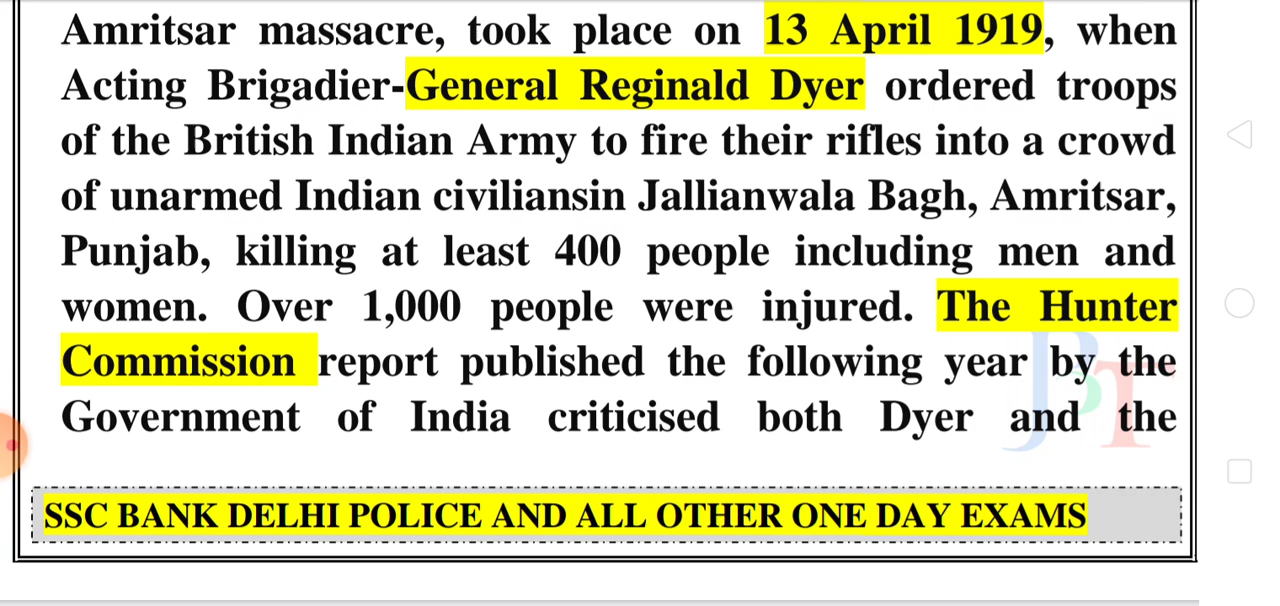 Amritsar massacre, took place on 13 April 1919, when
Acting Brigadier-General Reginald Dyer ordered troops
of the British Indian Army to fire their rifles into a crowd
of unarmed Indian civiliansin Jallianwala Bagh, Amritsar,
Punjab, killing at least 400 people including men and
women. Over 1,000 people were injured. The Hunter
Commission report published the following year by the
Government of India criticised both Dyer and the
JBT
SSC BANK DELHI POLICE AND ALL OTHER ONE DAY EXAMS